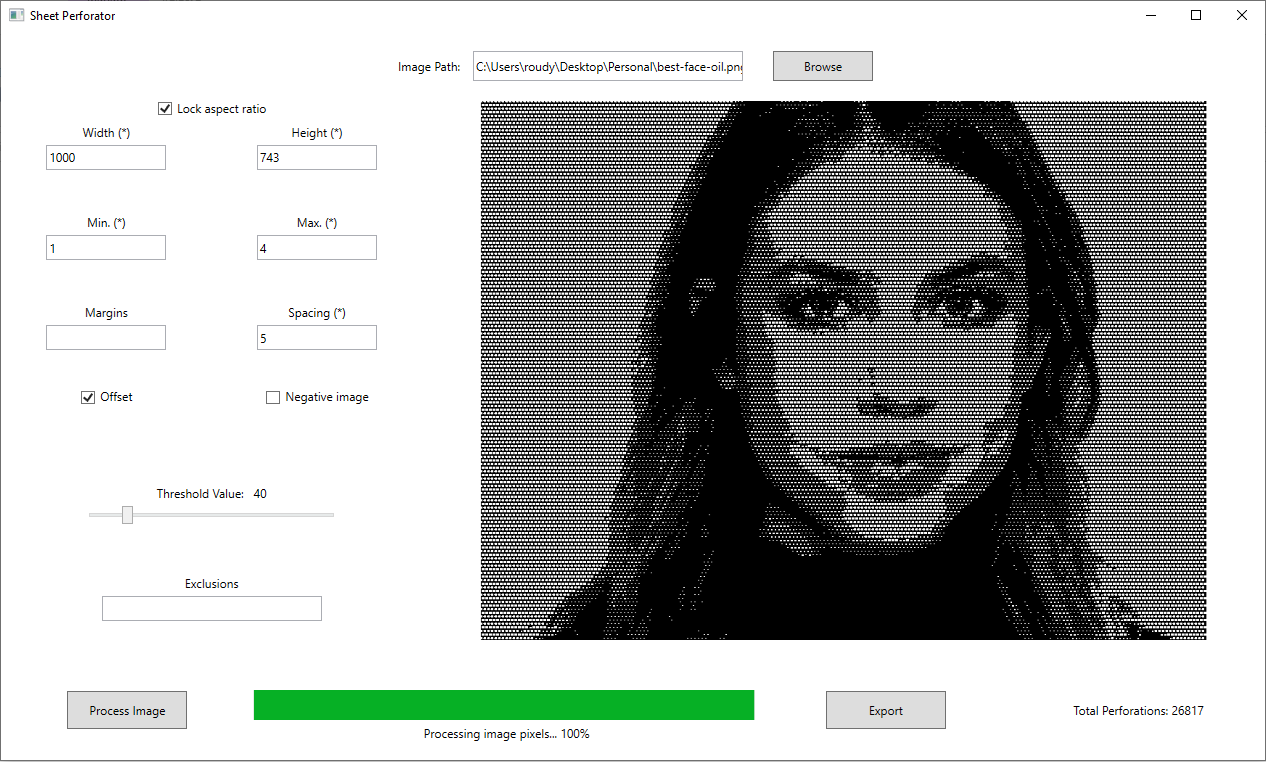 Sheet Perforator
Image Path: C:\Users\roudy\Desktop\Personal\best-face-oil.png Browse
Lock aspect ratio
Width (*) Height (*)
1000 743
Min. (*) Max. (*)
1 4
Margins Spacing (*)
5
Offset Negative image
Threshold Value: 40
Exclusions
Process Image Export Total Perforations: 26817
Processing image pixels... 100%